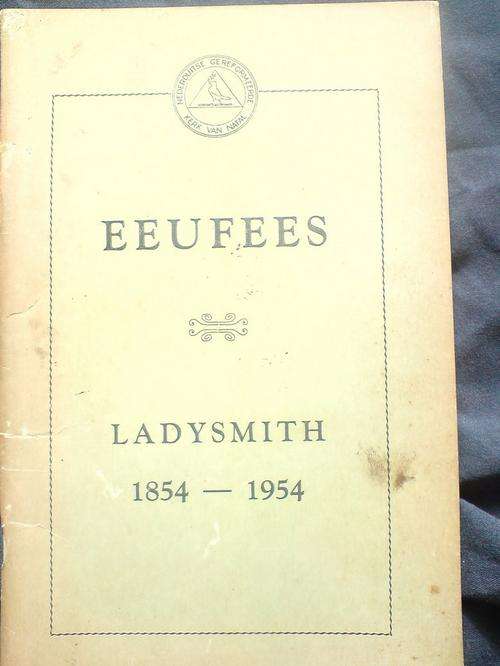 NEDERDUITSE GEREFORMEERDE
KERK VAN NATAL
EEUFEES
LADYSMITH
1854 — 1954